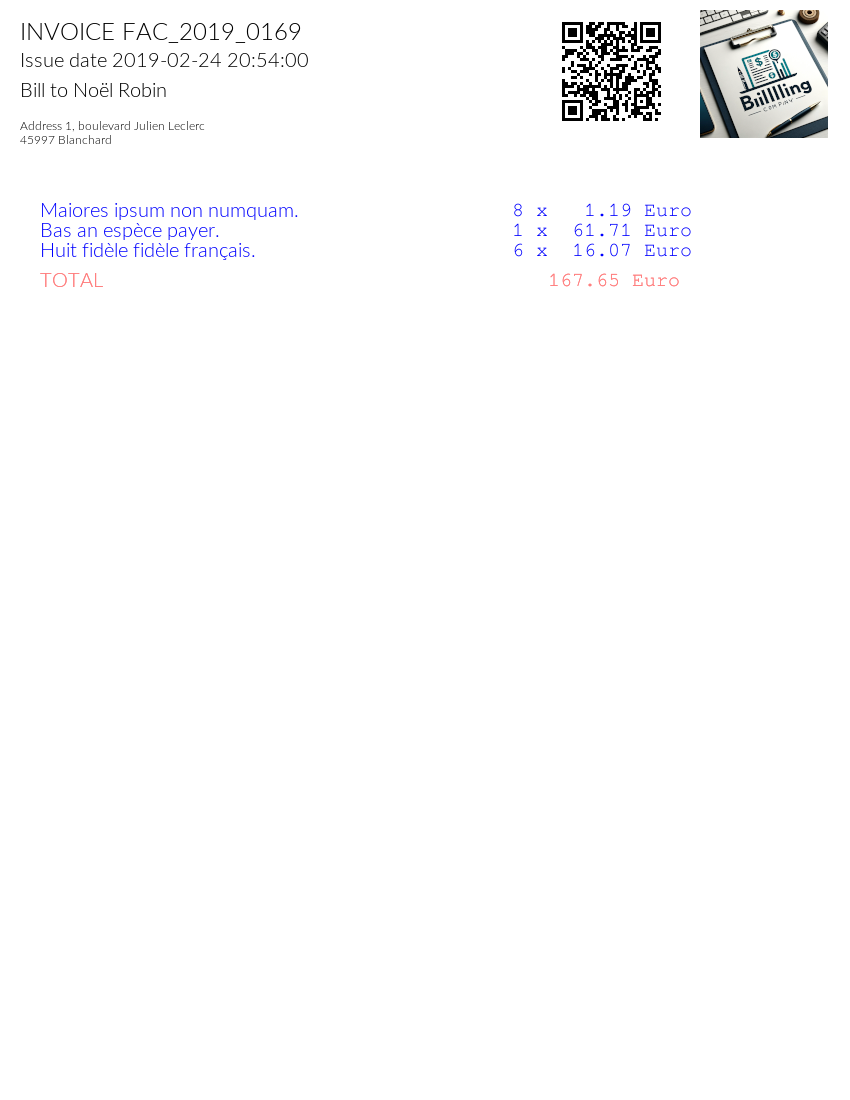 INVOICE FAC_2019_0169
Issue date 2019-02-24 20:54:00
Bill to Noël Robin
Address 1, boulevard Julien Leclerc
45997 Blanchard
Biilllling
COMPANY
Maiores ipsum non numquam. 8 x 1.19 Euro
Bas an espèce payer. 1 x 61.71 Euro
Huit fidèle fidèle français. 6 x 16.07 Euro
TOTAL 167.65 Euro